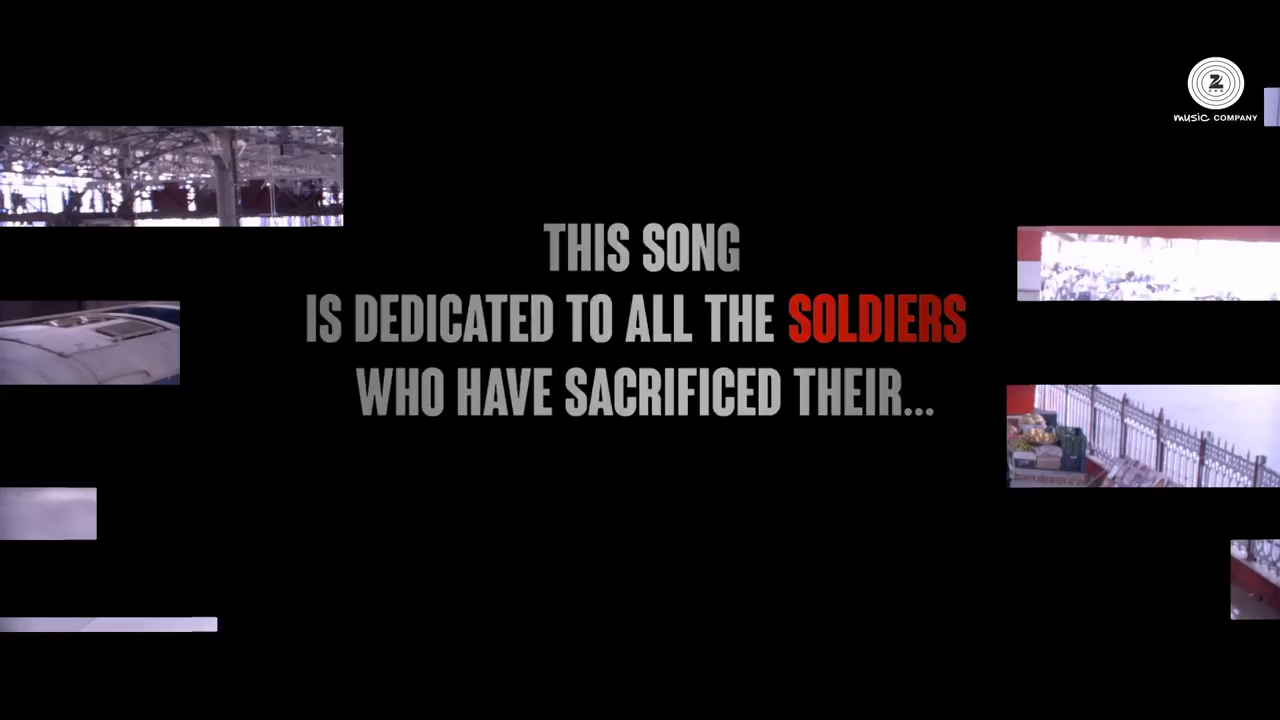 music COMPANY
THIS SONG
IS DEDICATED TO ALL THE SOLDIERS
WHO HAVE SACRIFICED THEIR...